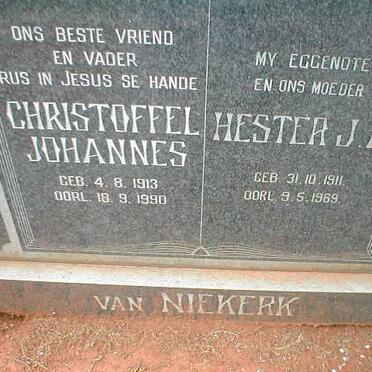 ONS BESTE VRIEND
EN VADER
RUS IN JESUS SE HANDE
CHRISTOFFEL
JOHANNES
GEB. 4. 8. 1913
OORL. 18. 9. 1990
MY EGGENOTE
EN ONS MOEDER
HESTER J.
GEB. 31. 10. 1911.
OORL. 9. 5. 1969.
VAN NIEKERK